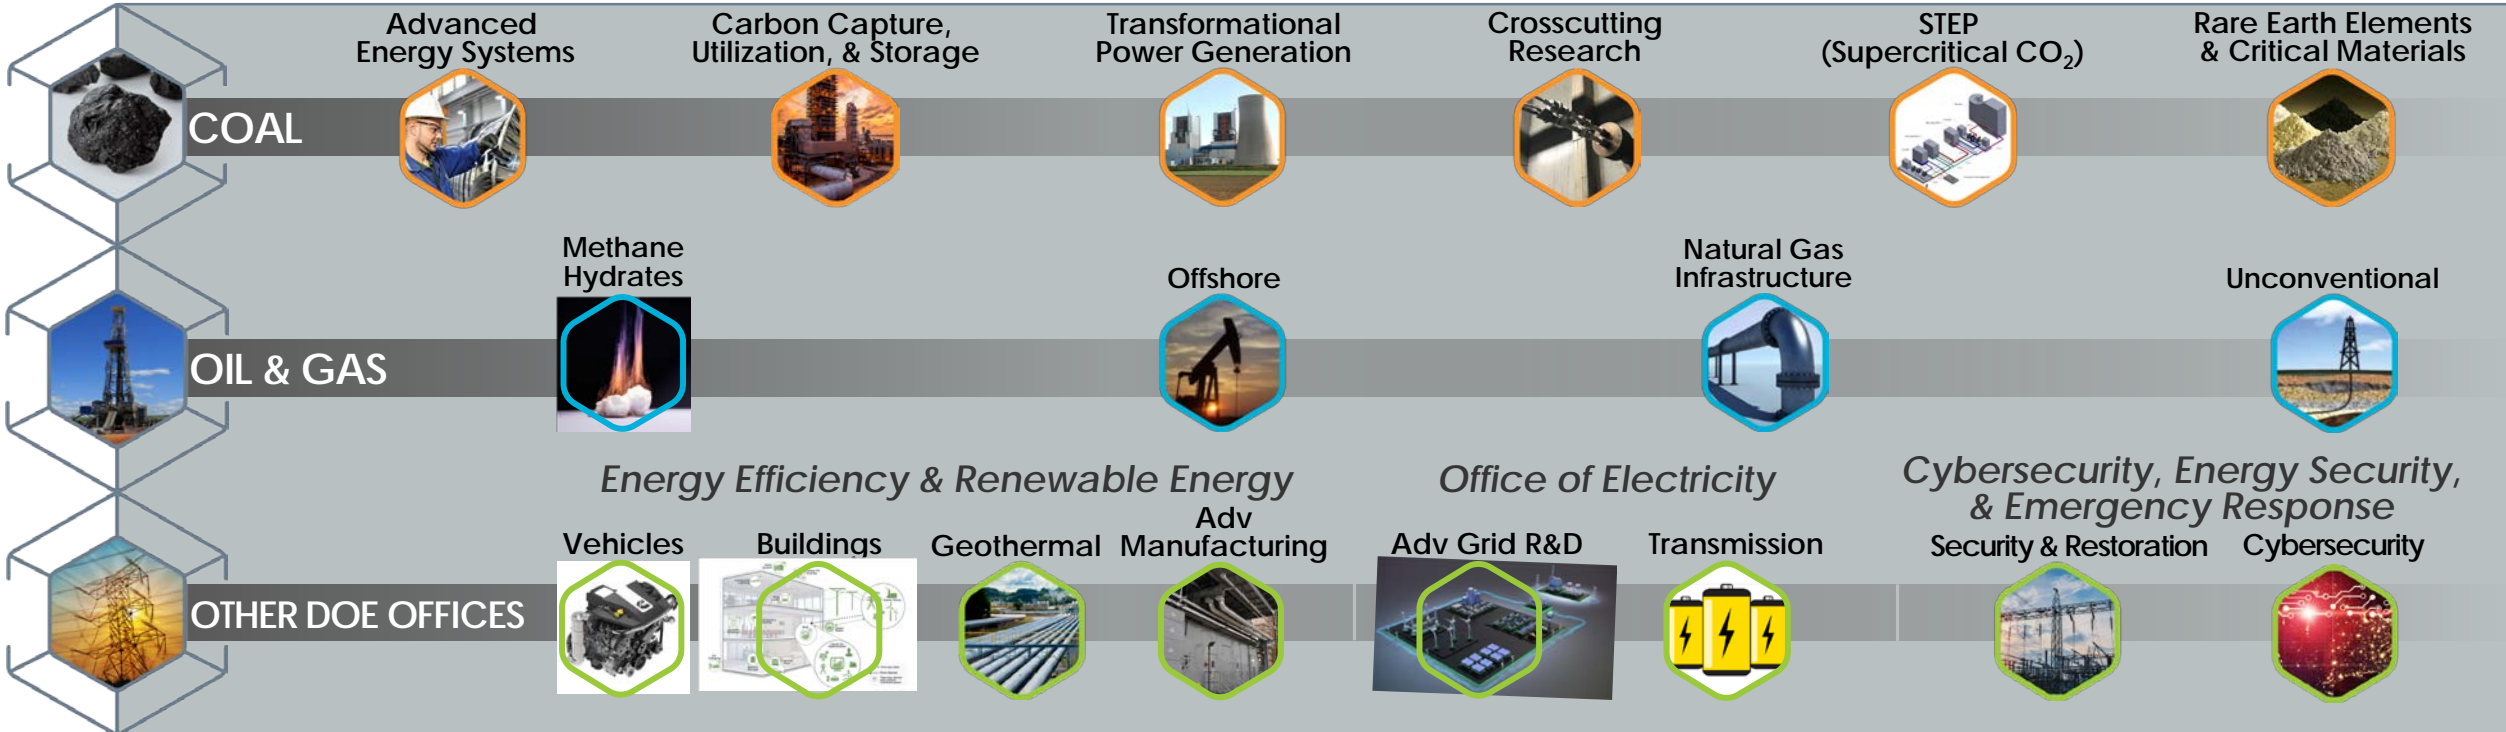 Advanced
Energy Systems
Carbon Capture,
Utilization, & Storage
Transformational
Power Generation
Crosscutting
Research
STEP
(Supercritical CO₂)
Rare Earth Elements
& Critical Materials
COAL
Methane
Hydrates
Offshore
Natural Gas
Infrastructure
Unconventional
OIL & GAS
Energy Efficiency & Renewable Energy
Office of Electricity
Cybersecurity, Energy Security,
& Emergency Response
Vehicles
Buildings
Geothermal
Adv
Manufacturing
Adv Grid R&D
Transmission
Security & Restoration
Cybersecurity
OTHER DOE OFFICES